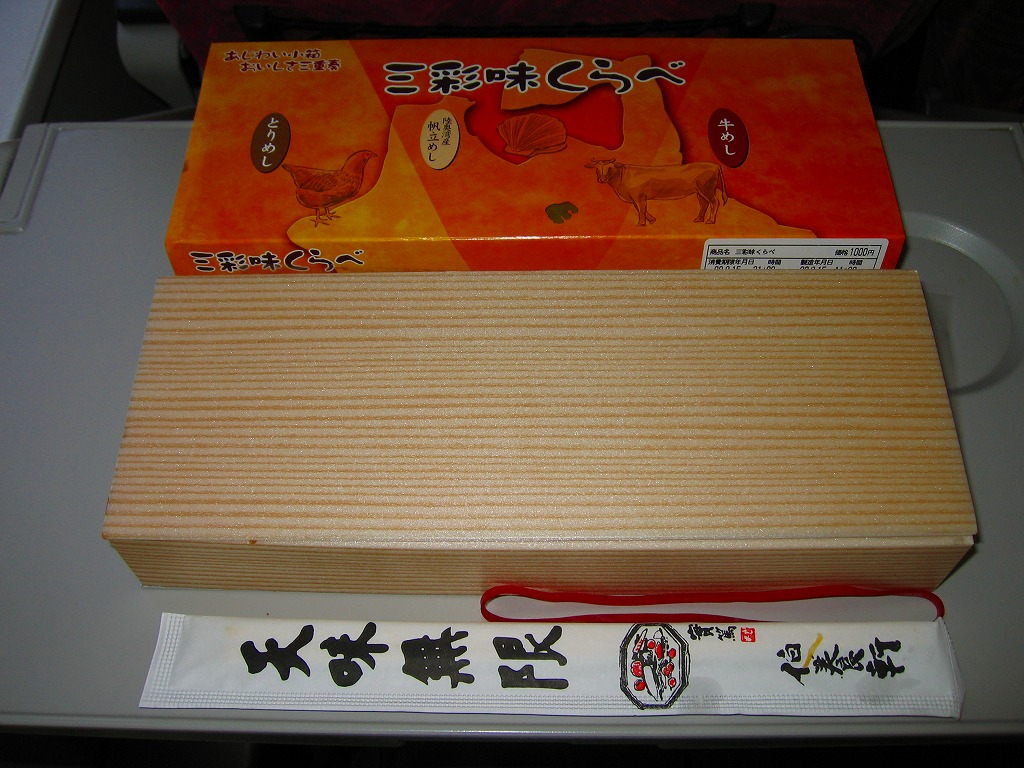 あじわい小箱
おいしさ三重奏
三彩味くらべ
とりめし
陸奥湾産
帆立めし
牛めし
三彩味くらべ
商品名 三彩味くらべ 価格 1000円
消費期限年月日 時間 製造年月日 時間
天味無限
伯養軒